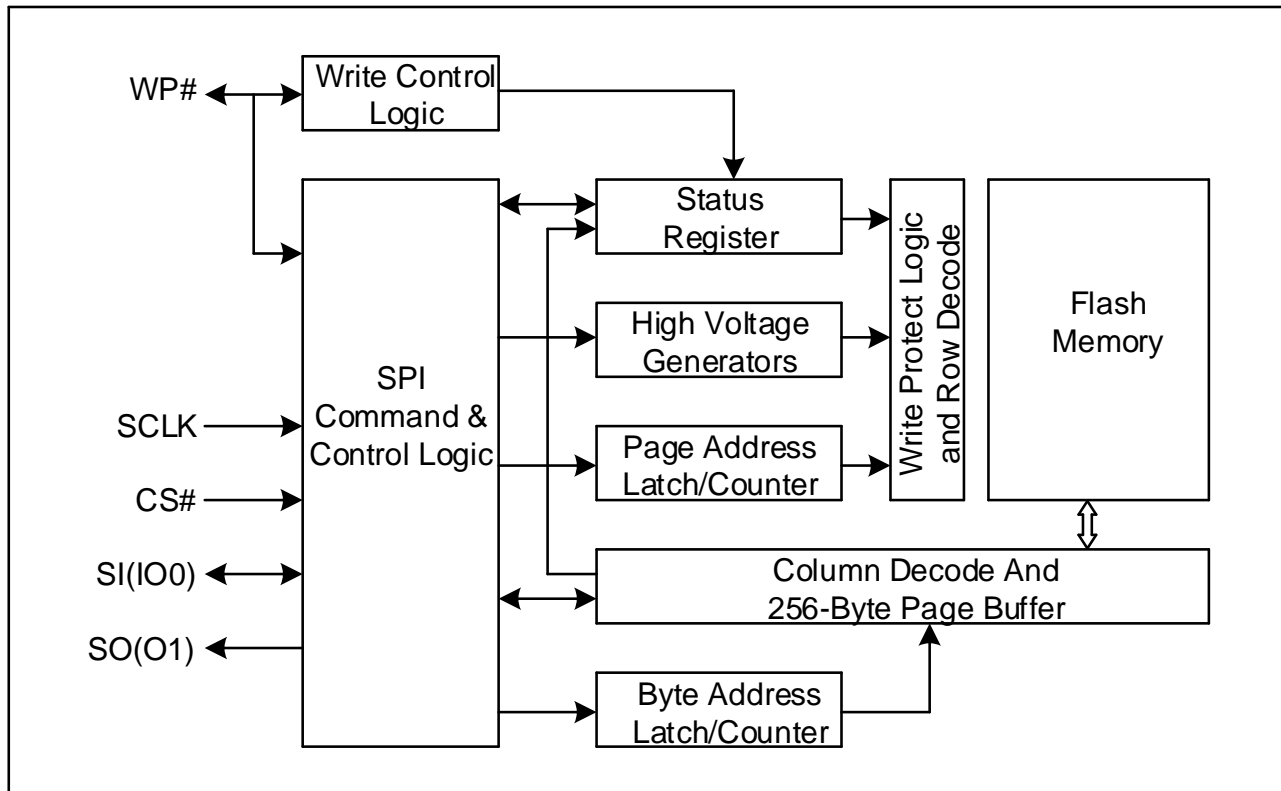 WP#
Write Control
Logic
Status
Register
High Voltage
Generators
Page Address
Latch/Counter
Write Protect Logic
and Row Decode
Flash
Memory
SPI
Command &
Control Logic
SCLK
CS#
SI(IO0)
SO(O1)
Column Decode And
256-Byte Page Buffer
Byte Address
Latch/Counter